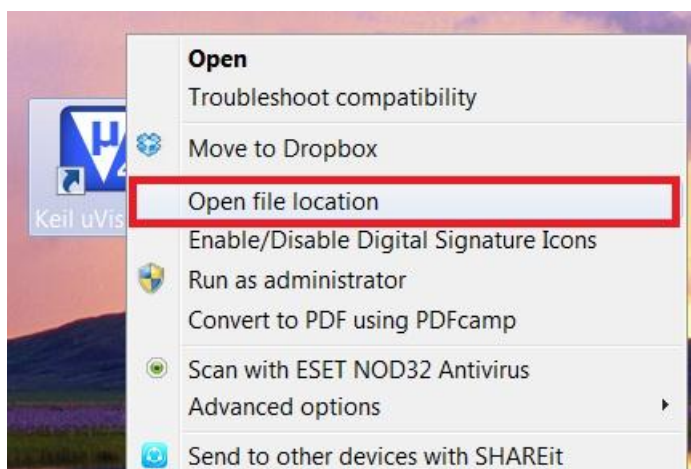 Open
Troubleshoot compatibility
Move to Dropbox
Keil uVis
Open file location
Enable/Disable Digital Signature Icons
Run as administrator
Convert to PDF using PDFcamp
Scan with ESET NOD32 Antivirus
Advanced options
Send to other devices with SHAREit